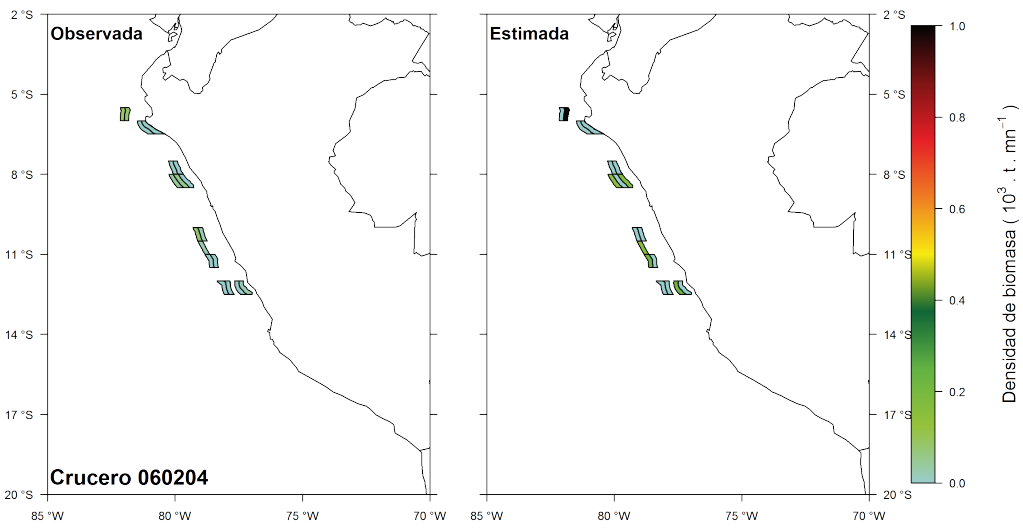 Observada
Crucero 060204
2 °S
5 °S
8 °S
11 °S
14 °S
17 °S
20 °S
85 °W
80 °W
75 °W
70 °W
Estimada
2 °S
5 °S
8 °S
11 °S
14 °S
17 °S
20 °S
85 °W
80 °W
75 °W
70 °W
1.0
0.8
0.6
0.4
0.2
0.0
Densidad de biomasa ( 10³ . t . mn⁻¹ )